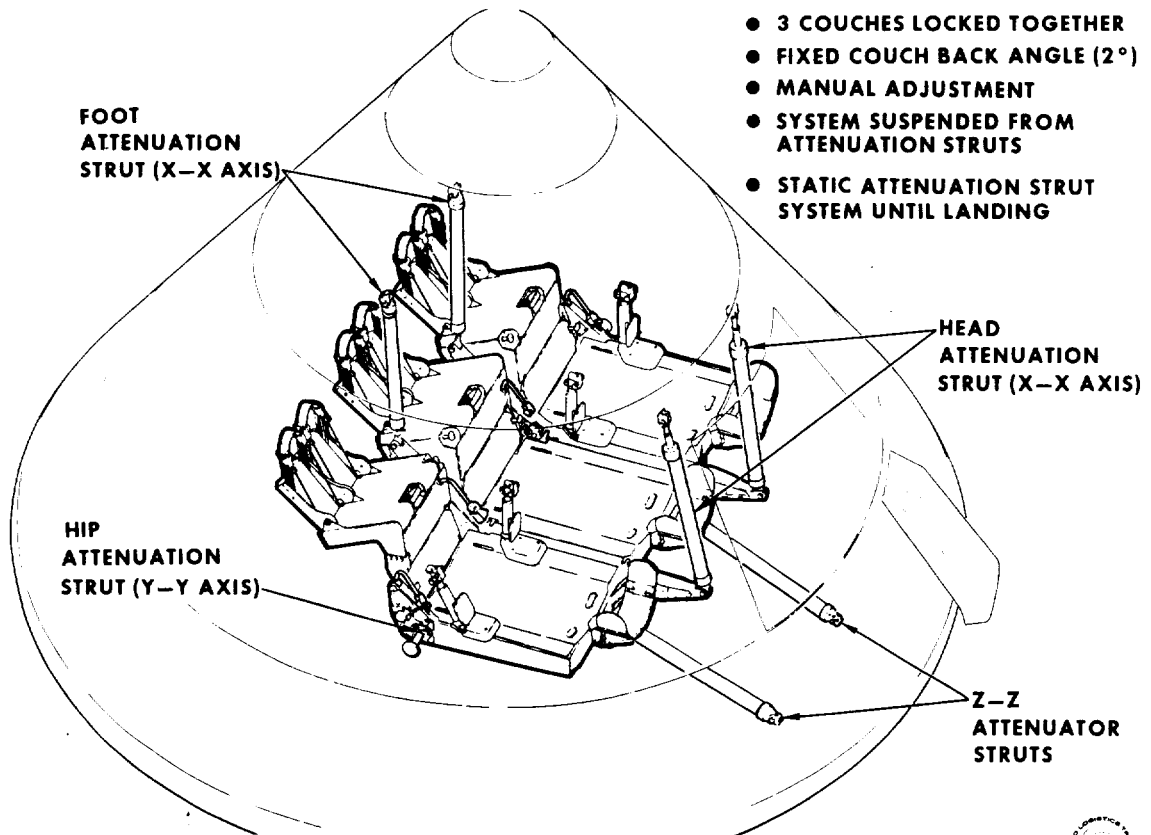 ● 3 COUCHES LOCKED TOGETHER
● FIXED COUCH BACK ANGLE (2°)
● MANUAL ADJUSTMENT
● SYSTEM SUSPENDED FROM
ATTENUATION STRUTS
● STATIC ATTENUATION STRUT
SYSTEM UNTIL LANDING
FOOT
ATTENUATION
STRUT (X–X AXIS)
HEAD
ATTENUATION
STRUT (X–X AXIS)
HIP
ATTENUATION
STRUT (Y–Y AXIS)
Z–Z
ATTENUATOR
STRUTS
LOGISTICS